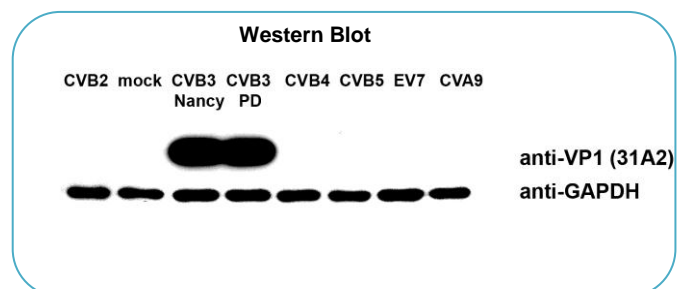 Western Blot
CVB2 mock CVB3 CVB3 CVB4 CVB5 EV7 CVA9
Nancy PD
anti-VP1 (31A2)
anti-GAPDH